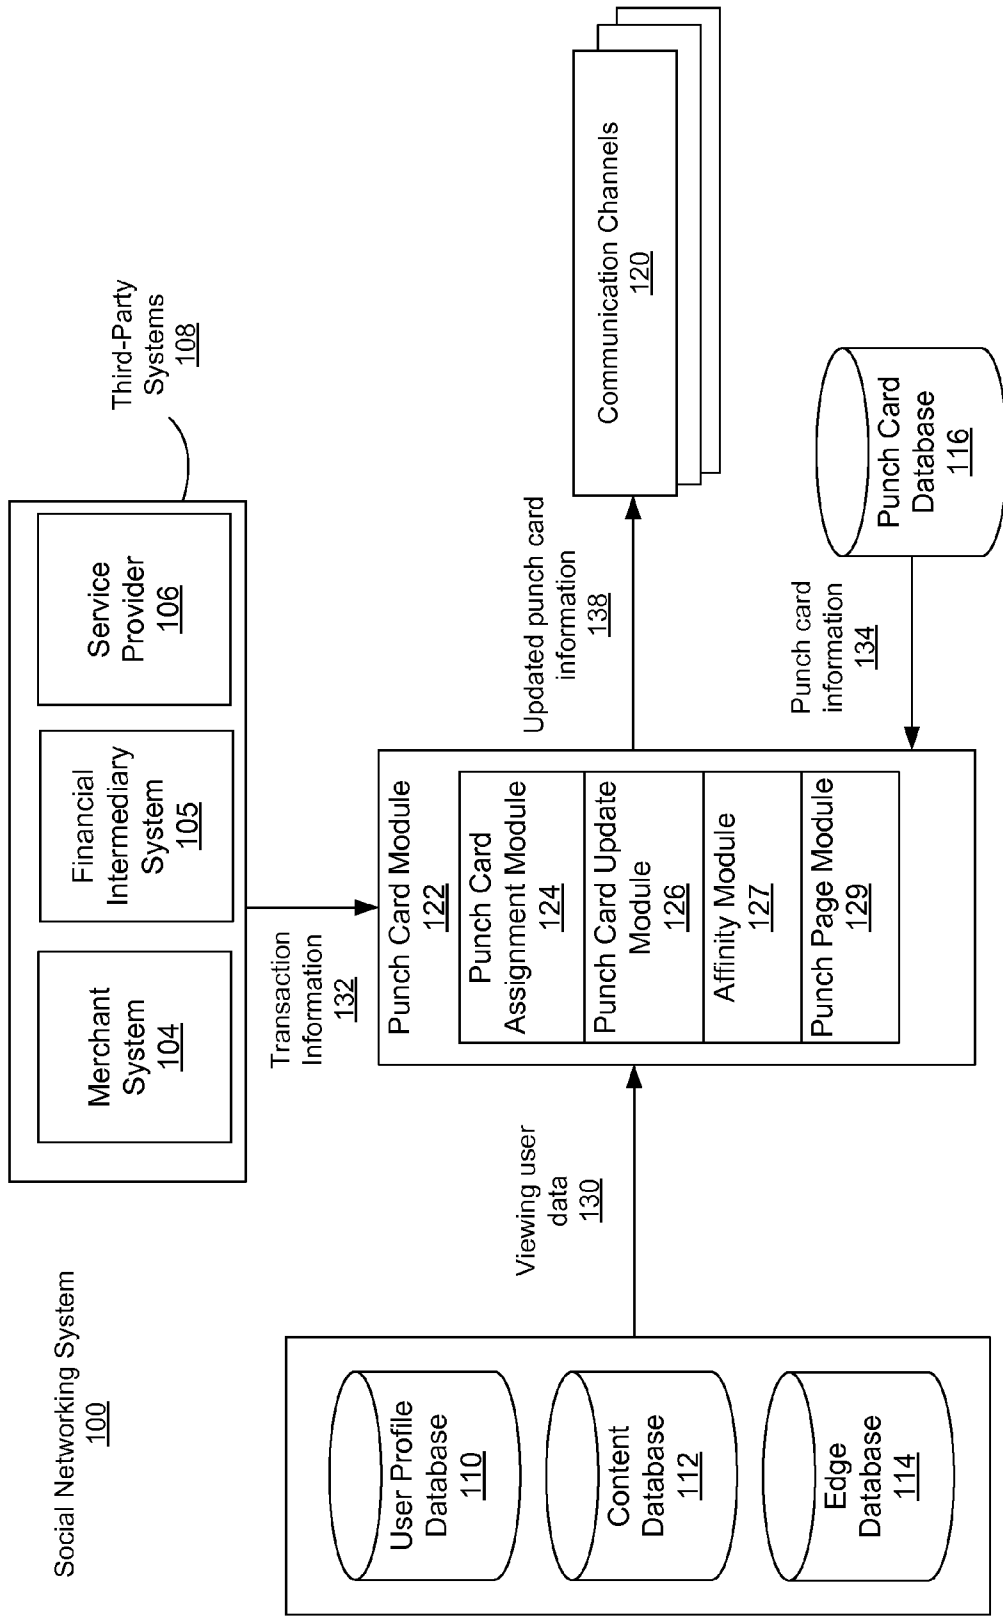 Social Networking System
100
Third-Party
Systems
108
Merchant
System
104
Financial
Intermediary
System
105
Service
Provider
106
Transaction
Information
132
User Profile
Database
110
Content
Database
112
Edge
Database
114
Viewing user
data
130
Punch Card Module
122
Punch Card
Assignment Module
124
Punch Card Update
Module
126
Affinity Module
127
Punch Page Module
129
Updated punch card
information
138
Communication Channels
120
Punch card
information
134
Punch Card
Database
116